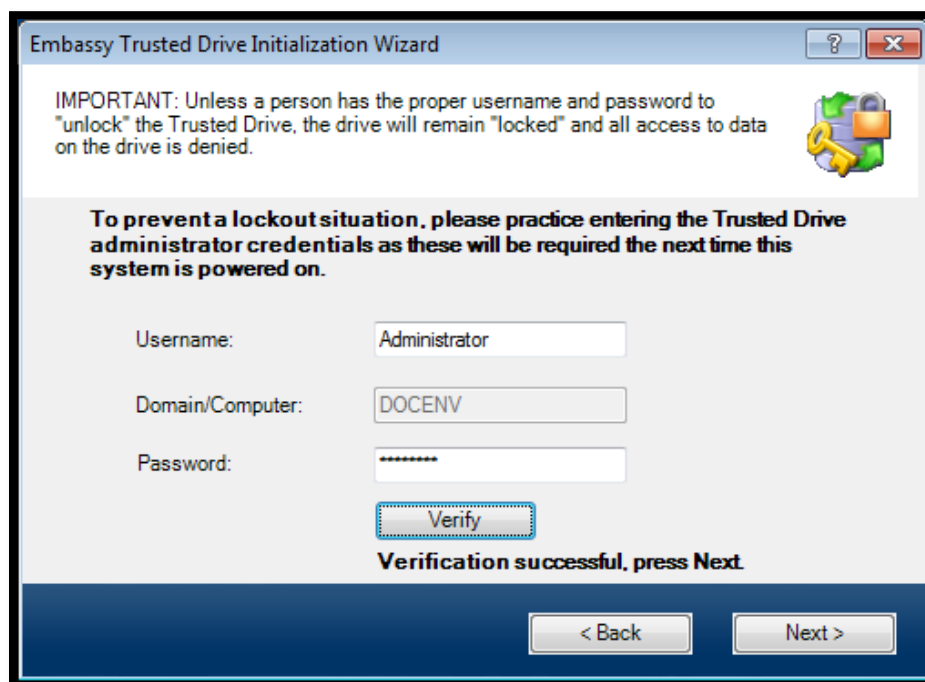 Embassy Trusted Drive Initialization Wizard
IMPORTANT: Unless a person has the proper username and password to
"unlock" the Trusted Drive, the drive will remain "locked" and all access to data
on the drive is denied.
To prevent a lockout situation, please practice entering the Trusted Drive
administrator credentials as these will be required the next time this
system is powered on.
Username: Administrator
Domain/Computer: DOCENV
Password: ********
Verify
Verification successful, press Next.
< Back Next >